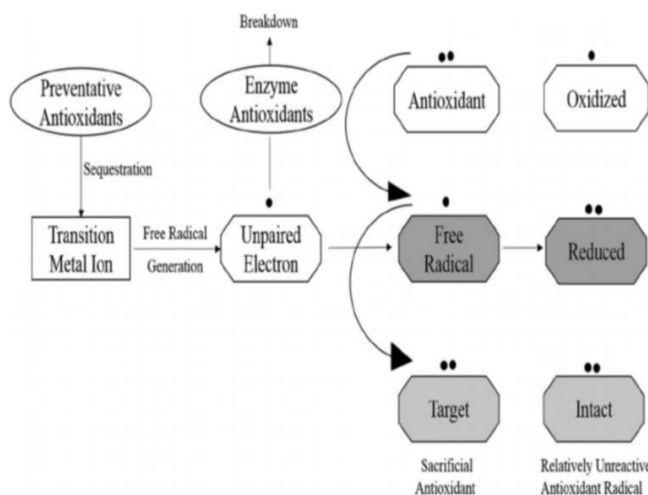 Breakdown
Preventative
Antioxidants
Enzyme
Antioxidants
Antioxidant
Oxidized
Sequestration
Transition
Metal Ion
Free Radical
Generation
Unpaired
Electron
Free
Radical
Reduced
Target
Intact
Sacrificial
Antioxidant
Relatively Unreactive
Antioxidant Radical